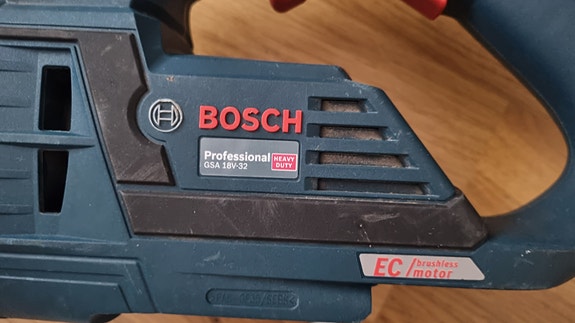 BOSCH
Professional HEAVY DUTY
GSA 18V-32
EC brushless
motor